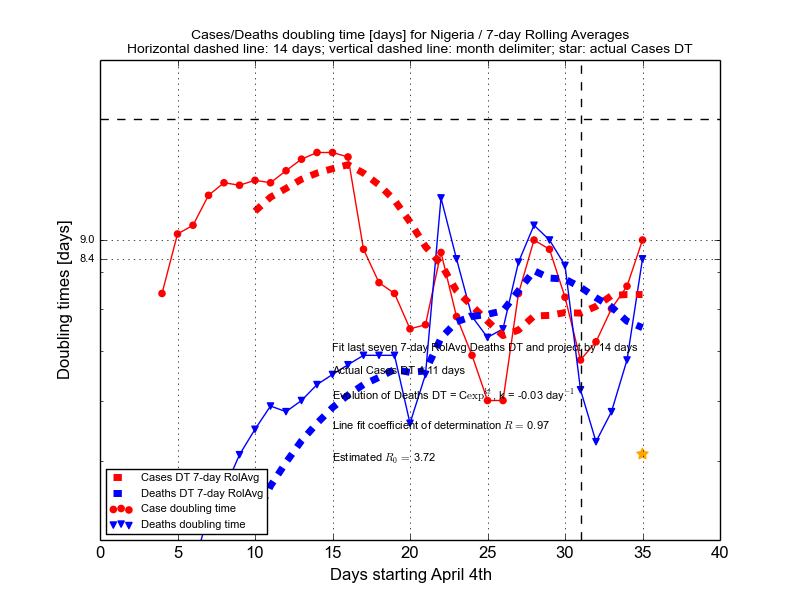 Cases/Deaths doubling time [days] for Nigeria / 7-day Rolling Averages
Horizontal dashed line: 14 days; vertical dashed line: month delimiter; star: actual Cases DT
Doubling times [days]
9.0
8.4
Fit last seven 7-day RolAvg Deaths DT and project by 14 days
Actual Cases DT 11 days
Evolution of Deaths DT = C exp^kt k = -0.03 day^−1
Line fit coefficient of determination R = 0.97
Estimated R_0 = 3.72
Cases DT 7-day RolAvg
Deaths DT 7-day RolAvg
Case doubling time
Deaths doubling time
0 5 10 15 20 25 30 35 40
Days starting April 4th